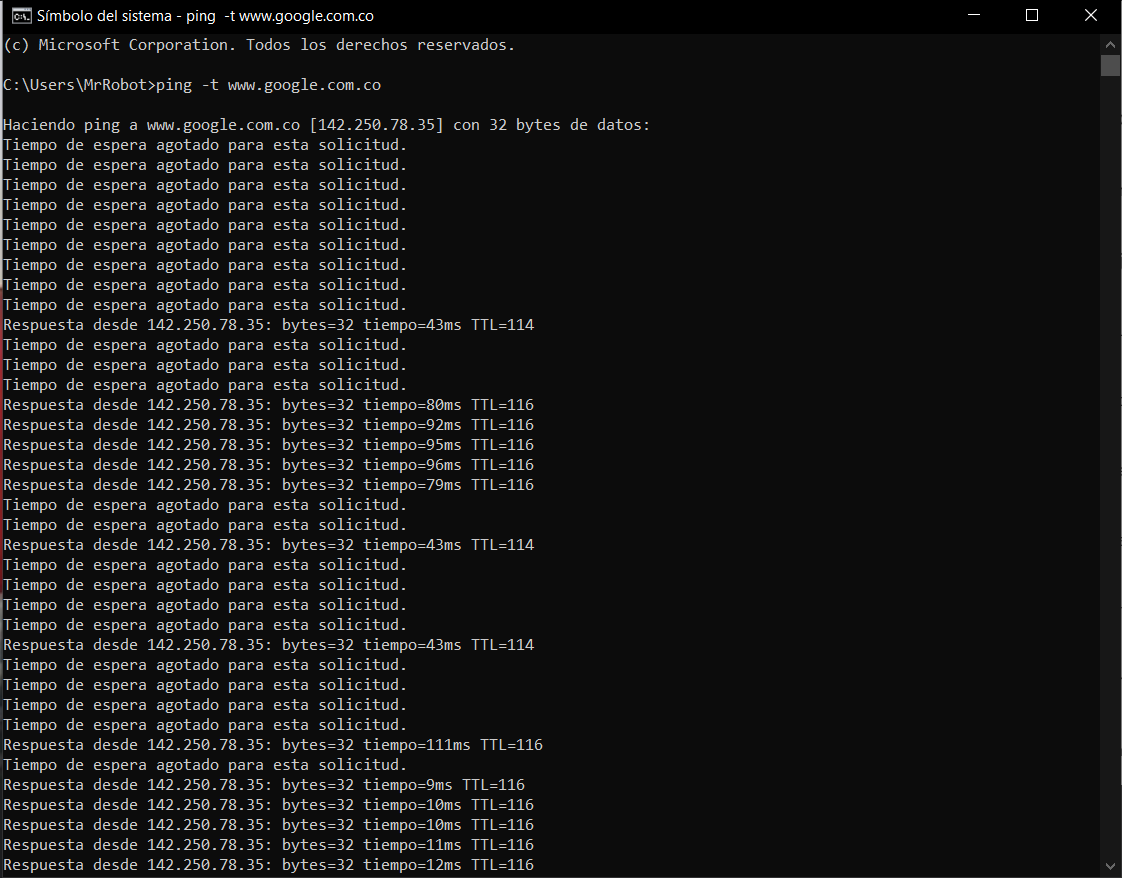 Símbolo del sistema - ping  -t www.google.com.co
(c) Microsoft Corporation. Todos los derechos reservados.
C:\Users\MrRobot>ping -t www.google.com.co
Haciendo ping a www.google.com.co [142.250.78.35] con 32 bytes de datos:
Tiempo de espera agotado para esta solicitud.
Tiempo de espera agotado para esta solicitud.
Tiempo de espera agotado para esta solicitud.
Tiempo de espera agotado para esta solicitud.
Tiempo de espera agotado para esta solicitud.
Tiempo de espera agotado para esta solicitud.
Tiempo de espera agotado para esta solicitud.
Tiempo de espera agotado para esta solicitud.
Tiempo de espera agotado para esta solicitud.
Respuesta desde 142.250.78.35: bytes=32 tiempo=43ms TTL=114
Tiempo de espera agotado para esta solicitud.
Tiempo de espera agotado para esta solicitud.
Tiempo de espera agotado para esta solicitud.
Respuesta desde 142.250.78.35: bytes=32 tiempo=80ms TTL=116
Respuesta desde 142.250.78.35: bytes=32 tiempo=92ms TTL=116
Respuesta desde 142.250.78.35: bytes=32 tiempo=95ms TTL=116
Respuesta desde 142.250.78.35: bytes=32 tiempo=96ms TTL=116
Respuesta desde 142.250.78.35: bytes=32 tiempo=79ms TTL=116
Tiempo de espera agotado para esta solicitud.
Tiempo de espera agotado para esta solicitud.
Respuesta desde 142.250.78.35: bytes=32 tiempo=43ms TTL=114
Tiempo de espera agotado para esta solicitud.
Tiempo de espera agotado para esta solicitud.
Tiempo de espera agotado para esta solicitud.
Tiempo de espera agotado para esta solicitud.
Respuesta desde 142.250.78.35: bytes=32 tiempo=43ms TTL=114
Tiempo de espera agotado para esta solicitud.
Tiempo de espera agotado para esta solicitud.
Tiempo de espera agotado para esta solicitud.
Tiempo de espera agotado para esta solicitud.
Respuesta desde 142.250.78.35: bytes=32 tiempo=111ms TTL=116
Tiempo de espera agotado para esta solicitud.
Respuesta desde 142.250.78.35: bytes=32 tiempo=9ms TTL=116
Respuesta desde 142.250.78.35: bytes=32 tiempo=10ms TTL=116
Respuesta desde 142.250.78.35: bytes=32 tiempo=10ms TTL=116
Respuesta desde 142.250.78.35: bytes=32 tiempo=11ms TTL=116
Respuesta desde 142.250.78.35: bytes=32 tiempo=12ms TTL=116